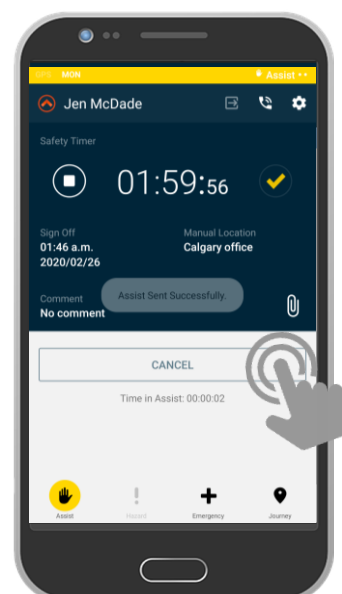 GPS MON Assist
Jen McDade
Safety Timer
01:59:56
Sign Off
01:46 a.m.
2020/02/26
Manual Location
Calgary office
Assist Sent Successfully.
Comment
No comment
CANCEL
Time in Assist: 00:00:02
Assist Hazard Emergency Journey